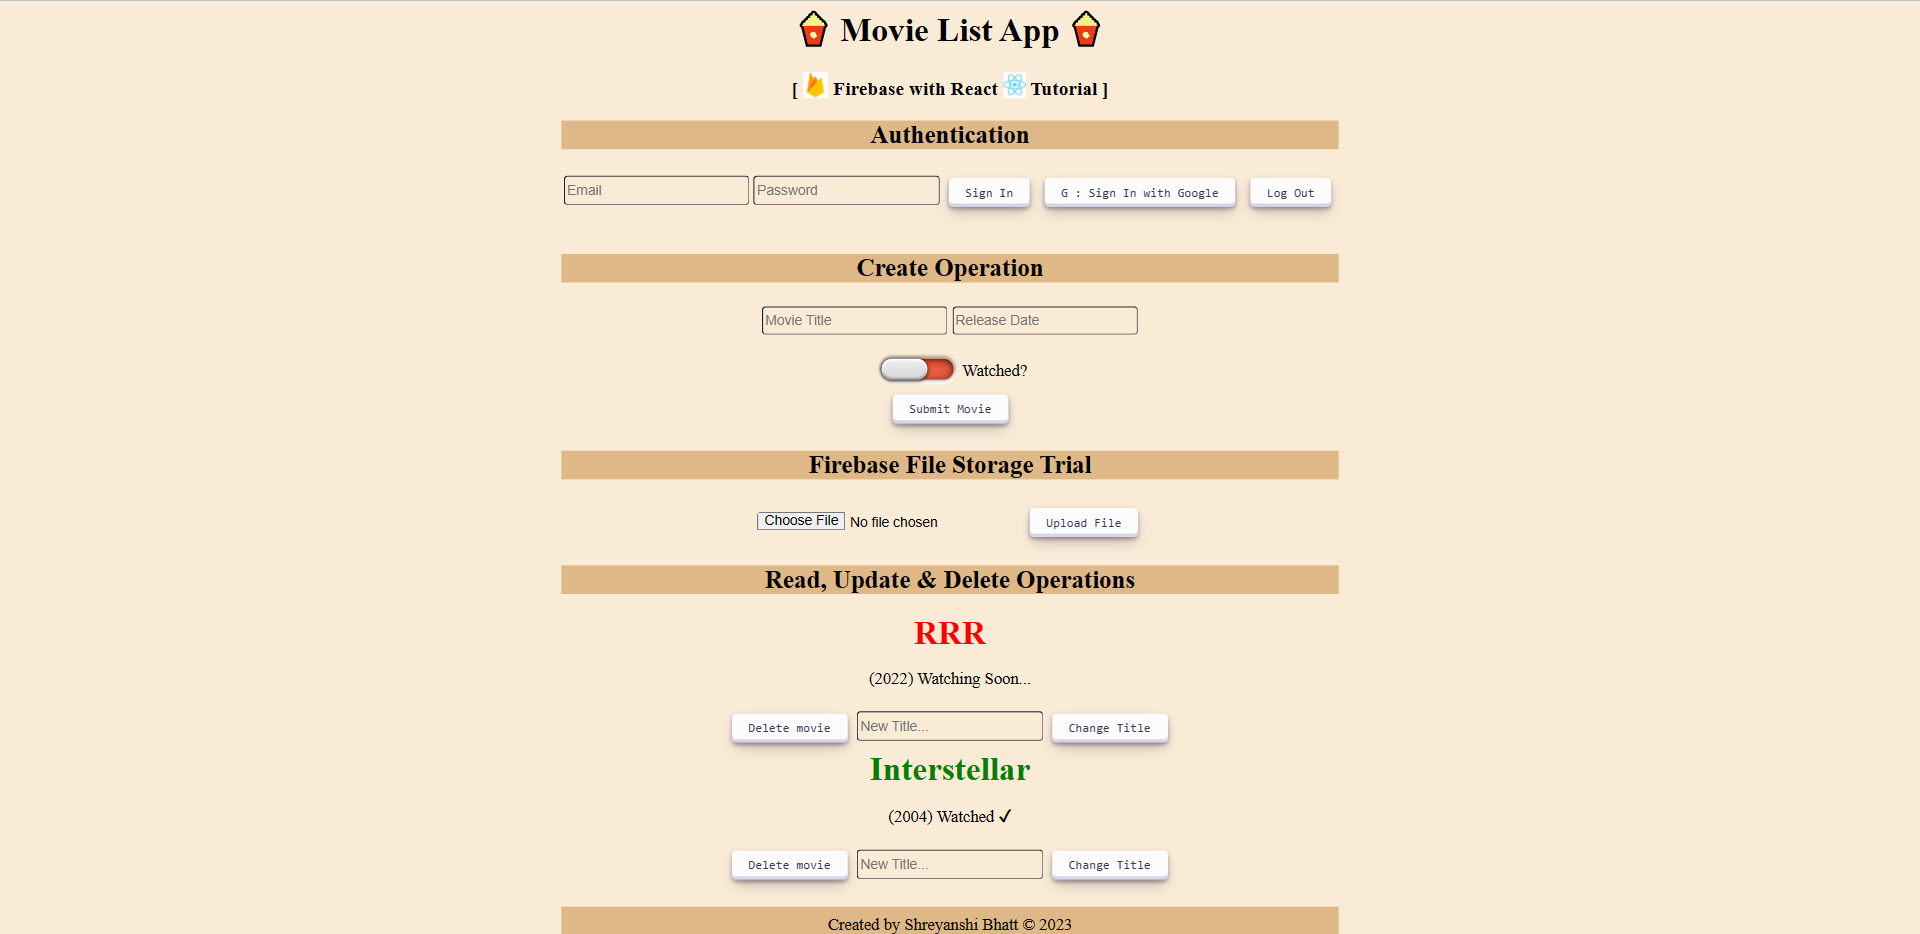 Movie List App
[ Firebase with React Tutorial ]
Authentication
Email Password Sign In G : Sign In with Google Log Out
Create Operation
Movie Title Release Date
Watched?
Submit Movie
Firebase File Storage Trial
Choose File No file chosen Upload File
Read, Update & Delete Operations
RRR
(2022) Watching Soon...
Delete movie New Title... Change Title
Interstellar
(2004) Watched ✓
Delete movie New Title... Change Title
Created by Shreyanshi Bhatt © 2023